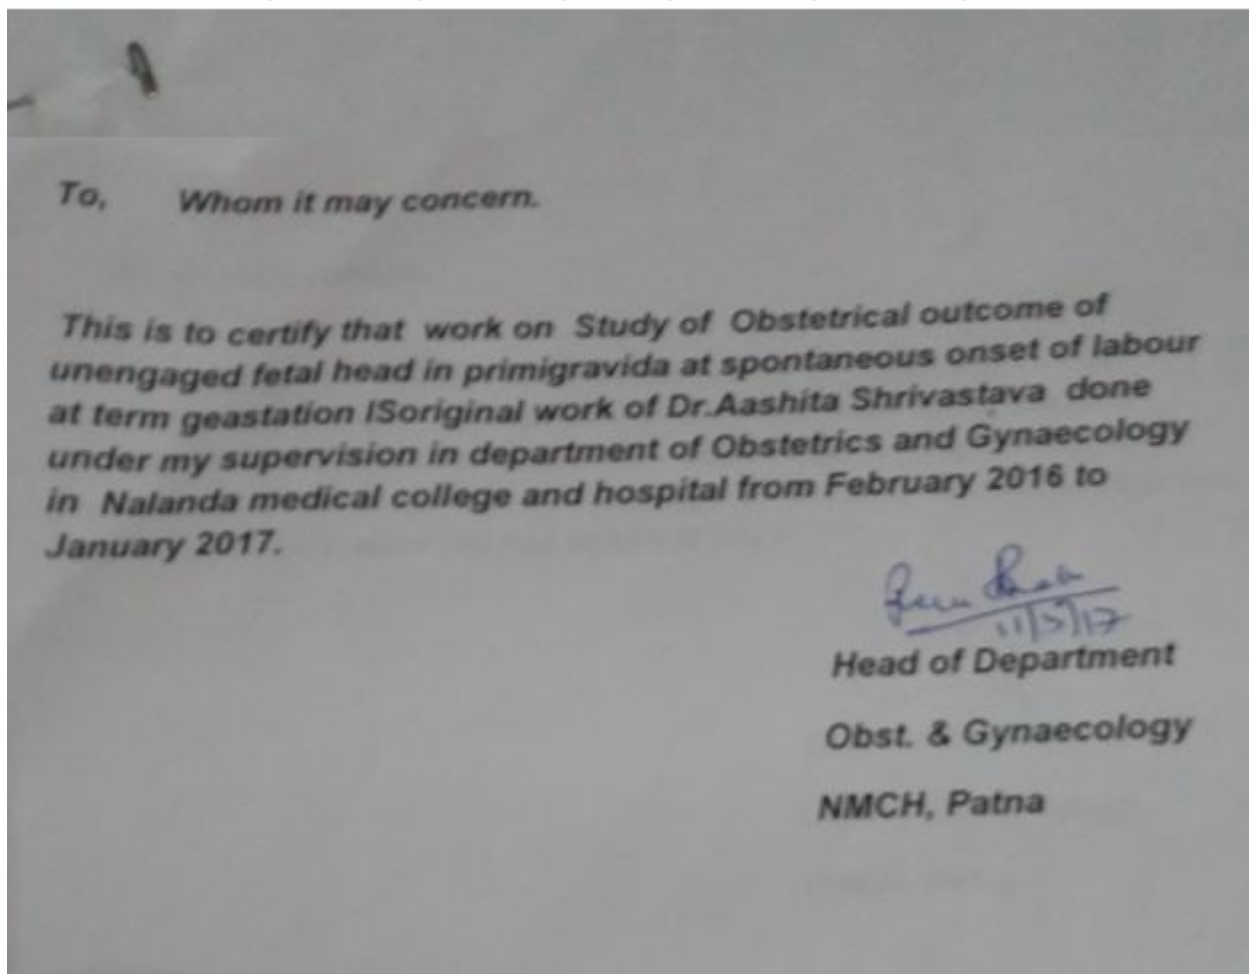 To, Whom it may concern.
This is to certify that work on Study of Obstetrical outcome of
unengaged fetal head in primigravida at spontaneous onset of labour
at term geastation ISoriginal work of Dr.Aashita Shrivastava done
under my supervision in department of Obstetrics and Gynaecology
in Nalanda medical college and hospital from February 2016 to
January 2017.
Head of Department
Obst. & Gynaecology
NMCH, Patna